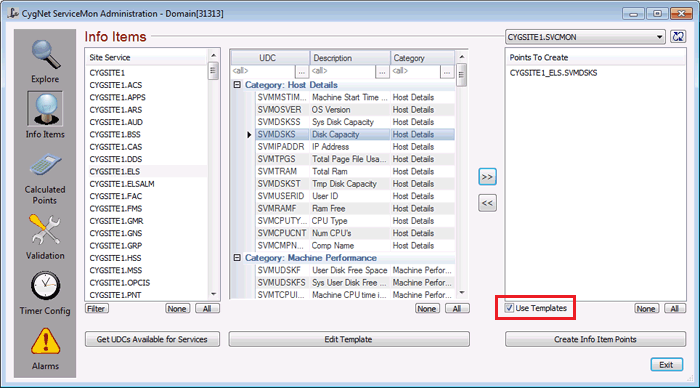 CygNet ServiceMon Administration - Domain[31313]
Info Items
CYGSITE1.SVCMON
Explore
Info Items
Calculated
Points
Validation
Timer Config
Alarms
Site Service
CYGSITE1
CYGSITE1.ACS
CYGSITE1.APPS
CYGSITE1.ARS
CYGSITE1.AUD
CYGSITE1.BSS
CYGSITE1.CAS
CYGSITE1.DDS
CYGSITE1.ELS
CYGSITE1.ELSALM
CYGSITE1.FAC
CYGSITE1.FMS
CYGSITE1.GMR
CYGSITE1.GNS
CYGSITE1.GRP
CYGSITE1.HSS
CYGSITE1.MSS
CYGSITE1.OPCIS
CYGSITE1.PNT
Filter None All
Get UDCs Available for Services
UDC Description Category
<all> ... <all> ... <all> ...
Category: Host Details
SVMMSTIM... Machine Start Time ... Host Details
SVMOSVER OS Version Host Details
SVMDSKSS Sys Disk Capacity Host Details
SVMDSKS Disk Capacity Host Details
SVMIPADDR IP Address Host Details
SVMTPGS Total Page File Usa... Host Details
SVMTRAM Total Ram Host Details
SVMDSKST Tmp Disk Capacity Host Details
SVMUSERID User ID Host Details
SVMRAMF Ram Free Host Details
SVMCPUTY... CPU Type Host Details
SVMCPUCNT Num CPU's Host Details
SVMCMPN... Comp Name Host Details
Category: Machine Performance
SVMUDSKF User Disk Free Space Machine Perfor...
SVMUDSKFS Sys User Disk Free ... Machine Perfor...
SVMTCPUI... Machine CPU time i... Machine Perfor...
None All
Edit Template
>>
<<
Points To Create
CYGSITE1_ELS.SVMDSKS
Use Templates None All
Create Info Item Points
Exit